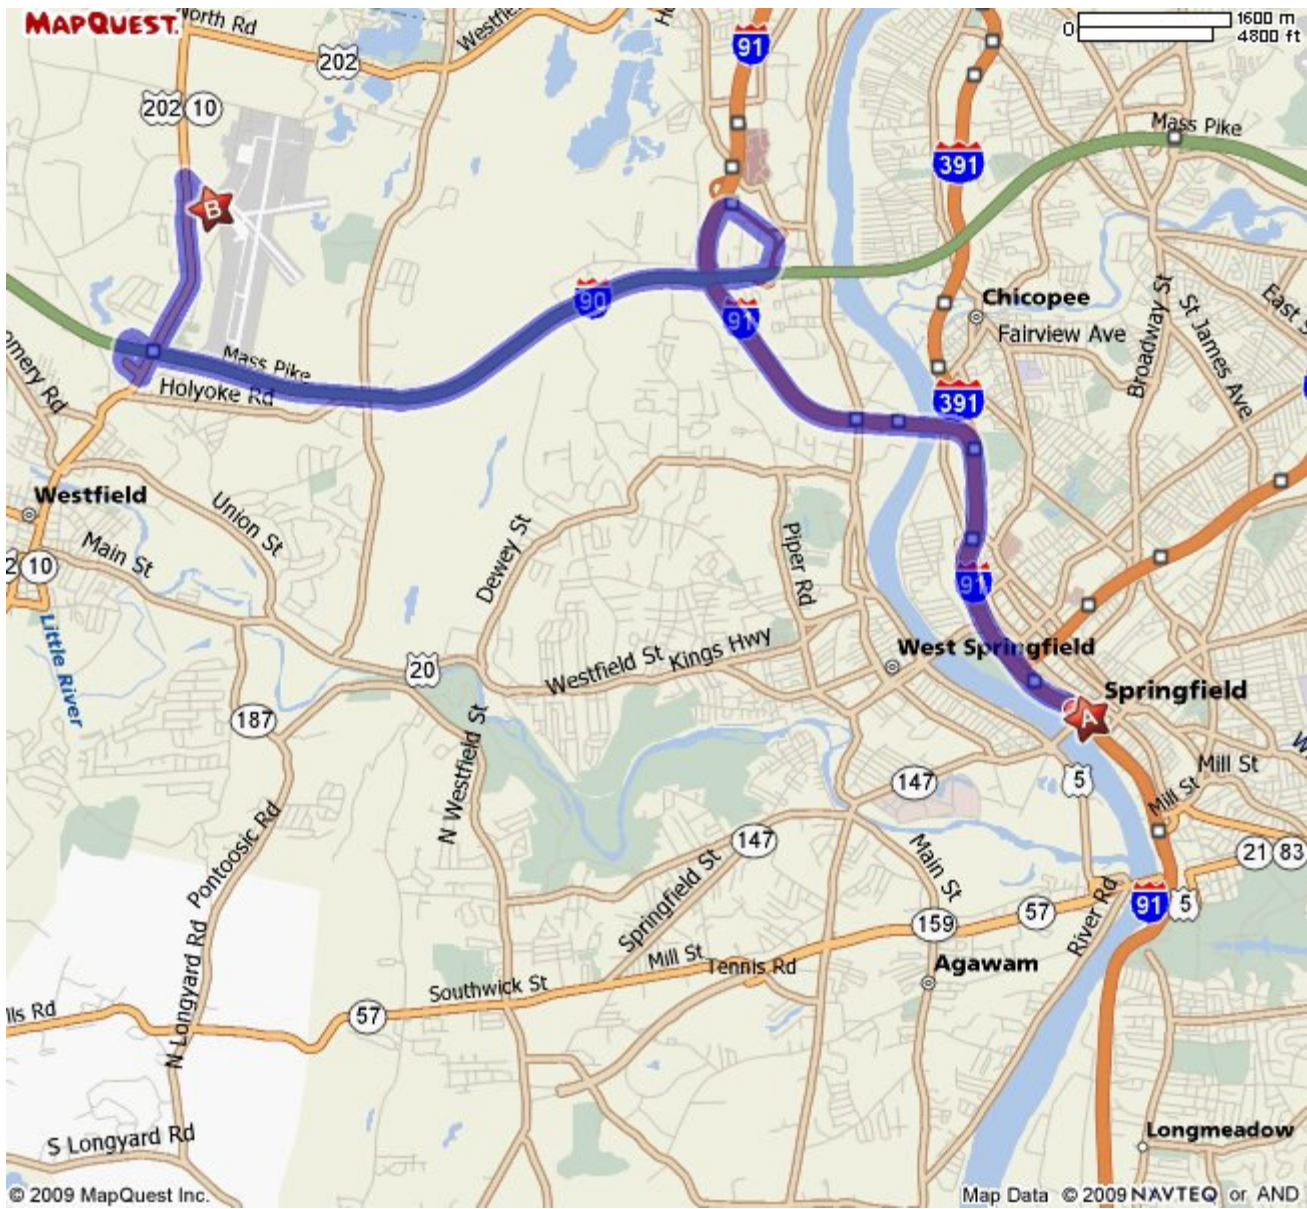 MAPQUEST.
North Rd
Westfie
Ho
91
1600 m
0
4800 ft
202
202 10
Mass Pike
391
B
Chicopee
90
91
Fairview Ave
East S
Broadway St
St James Ave
omery Rd
Mass Pike
Holyoke Rd
391
Westfield
Union St
Main St
2 10
Dewey St
Piper Rd
91
Little River
20
Westfield St
Kings Hwy
West Springfield
Springfield
A
187
N Westfield St
147
5
Mill St
Mill St
W
Pontoosic Rd
147
Main St
21 83
Springfield St
57
159
River Rd
91
5
N Longyard Rd
Mill St
Tennis Rd
Agawam
Southwick St
lls Rd
57
S Longyard Rd
Longmeadow
© 2009 MapQuest Inc.
Map Data © 2009 NAVTEQ or AND